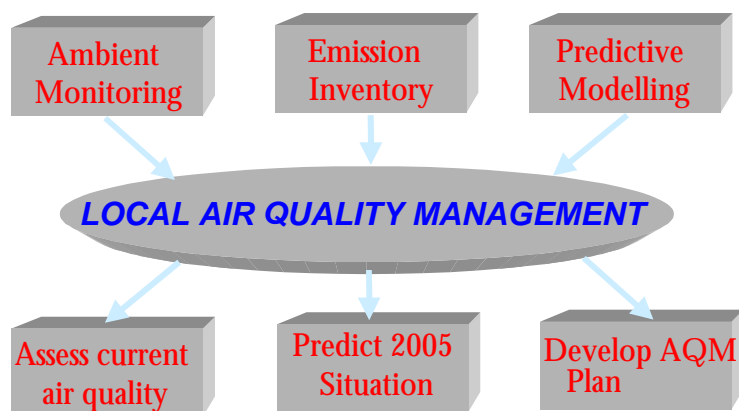 Ambient
Monitoring
Emission
Inventory
Predictive
Modelling
LOCAL AIR QUALITY MANAGEMENT
Assess current
air quality
Predict 2005
Situation
Develop AQM
Plan